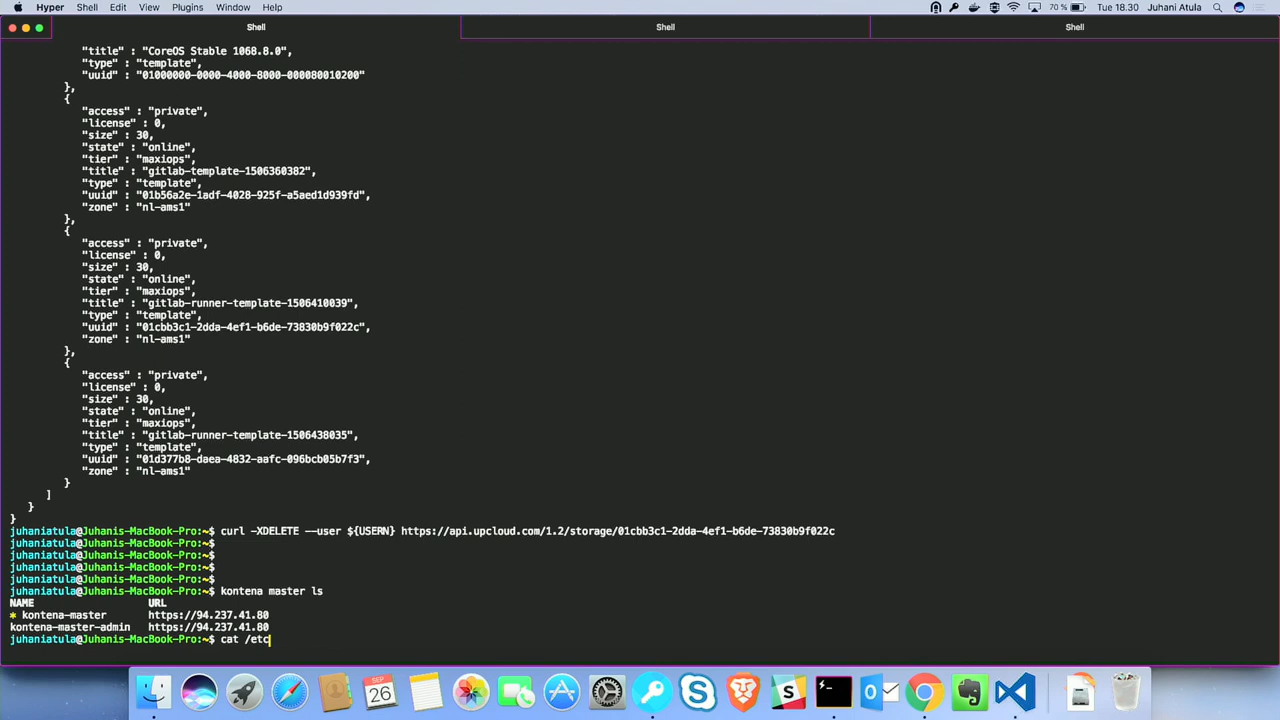 Hyper Shell Edit View Plugins Window Help 70 % Tue 18.30 Juhani Atula
Shell Shell Shell
"title" : "CoreOS Stable 1068.8.0",
"type" : "template",
"uuid" : "01000000-0000-4000-8000-000080010200"
},
{
"access" : "private",
"license" : 0,
"size" : 30,
"state" : "online",
"tier" : "maxiops",
"title" : "gitlab-template-1506360382",
"type" : "template",
"uuid" : "01b56a2e-1adf-4028-925f-a5aed1d939fd",
"zone" : "nl-ams1"
},
{
"access" : "private",
"license" : 0,
"size" : 30,
"state" : "online",
"tier" : "maxiops",
"title" : "gitlab-runner-template-1506410039",
"type" : "template",
"uuid" : "01cbb3c1-2dda-4ef1-b6de-73830b9f022c",
"zone" : "nl-ams1"
},
{
"access" : "private",
"license" : 0,
"size" : 30,
"state" : "online",
"tier" : "maxiops",
"title" : "gitlab-runner-template-1506438035",
"type" : "template",
"uuid" : "01d377b8-daea-4832-aafc-096bcb05b7f3",
"zone" : "nl-ams1"
}
]
}
}
juhaniatula@Juhanis-MacBook-Pro:~$ curl -XDELETE --user ${USERN} https://api.upcloud.com/1.2/storage/01cbb3c1-2dda-4ef1-b6de-73830b9f022c
juhaniatula@Juhanis-MacBook-Pro:~$
juhaniatula@Juhanis-MacBook-Pro:~$
juhaniatula@Juhanis-MacBook-Pro:~$
juhaniatula@Juhanis-MacBook-Pro:~$
juhaniatula@Juhanis-MacBook-Pro:~$ kontena master ls
NAME URL
* kontena-master https://94.237.41.80
kontena-master-admin https://94.237.41.80
juhaniatula@Juhanis-MacBook-Pro:~$ cat /etc
SEP
26